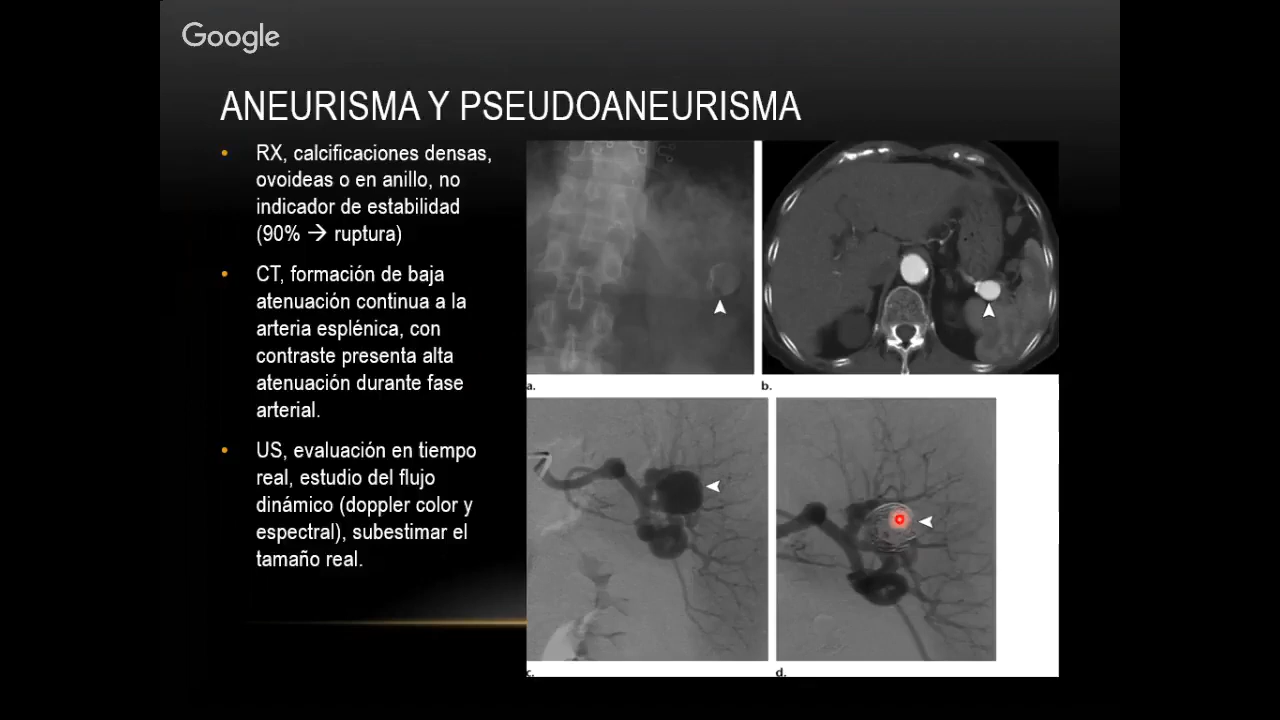 Google
ANEURISMA Y PSEUDOANEURISMA
• RX, calcificaciones densas,
ovoideas o en anillo, no
indicador de estabilidad
(90% → ruptura)
• CT, formación de baja
atenuación continua a la
arteria esplénica, con
contraste presenta alta
atenuación durante fase
arterial.
• US, evaluación en tiempo
real, estudio del flujo
dinámico (doppler color y
espectral), subestimar el
tamaño real.
a.
b.
c.
d.